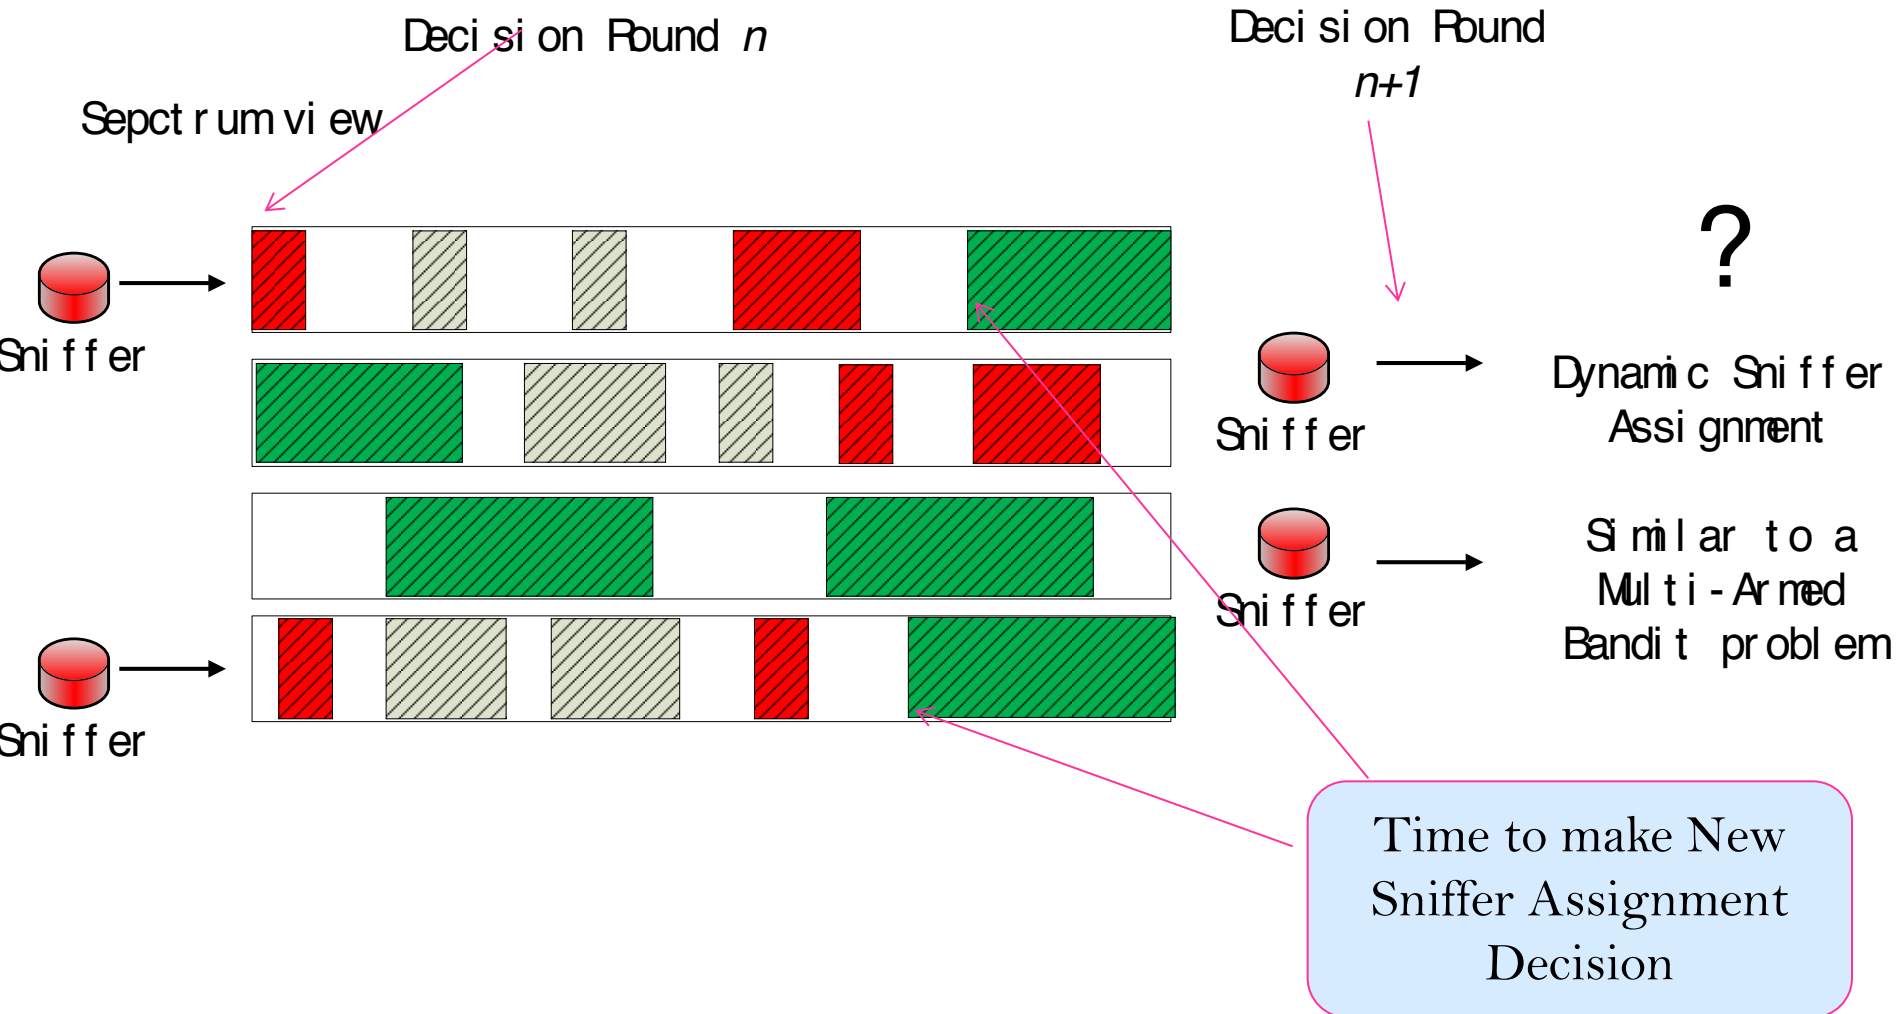 Decision Round n
Decision Round
n+1
Sepctrum view
Sniffer
Sniffer
Sniffer
Sniffer
?
Dynamic Sniffer
Assignment
Similar to a
Multi-Armed
Bandit problem
Time to make New
Sniffer Assignment
Decision